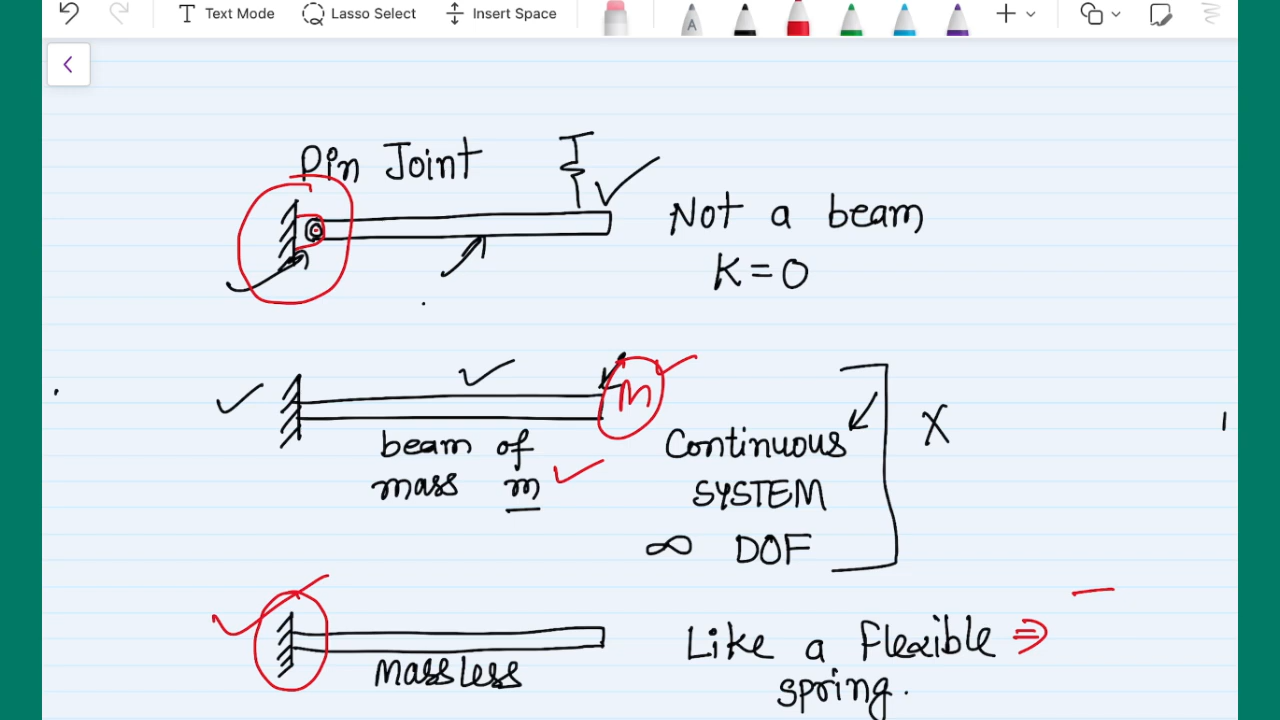 Text Mode Lasso Select Insert Space
A
Pin Joint
Not a beam
K = 0
m
beam of
mass m
Continuous
SYSTEM
∞ DOF
X
Massless
Like a flexible ⇒
spring.